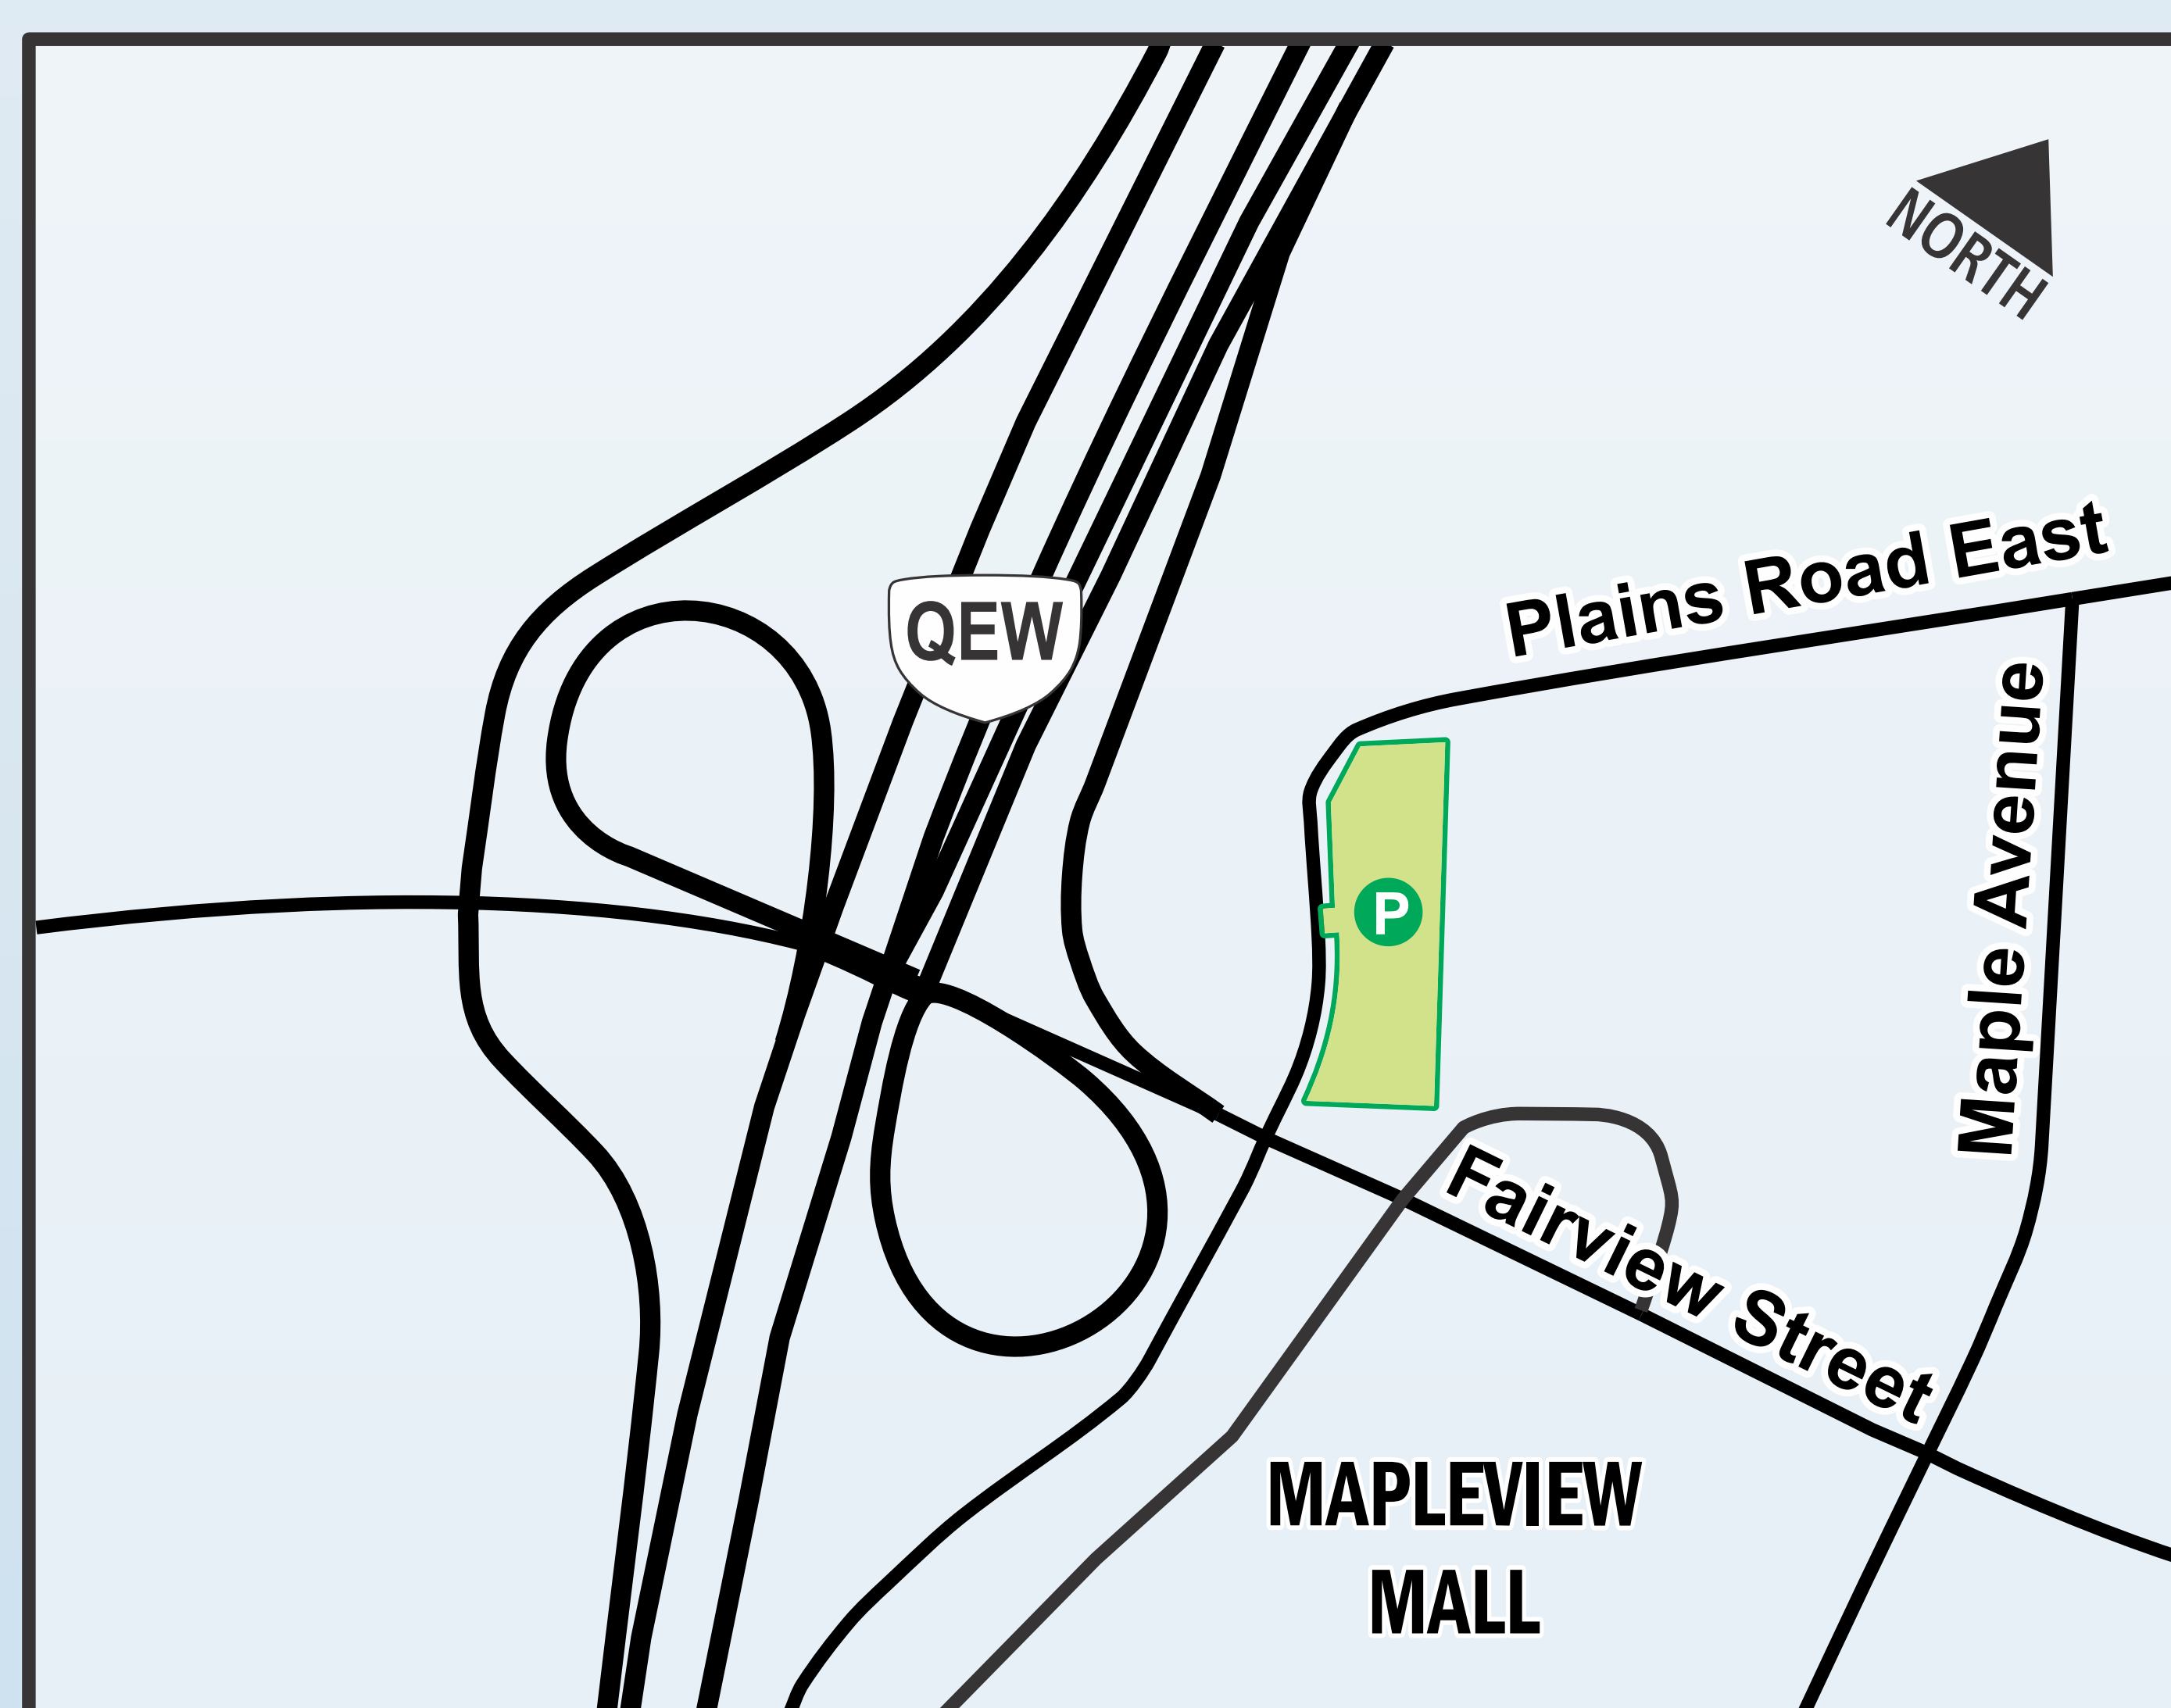 NORTH
Plains Road East
QEW
Maple Avenue
P
Fairview Street
MAPLEVIEW
MALL